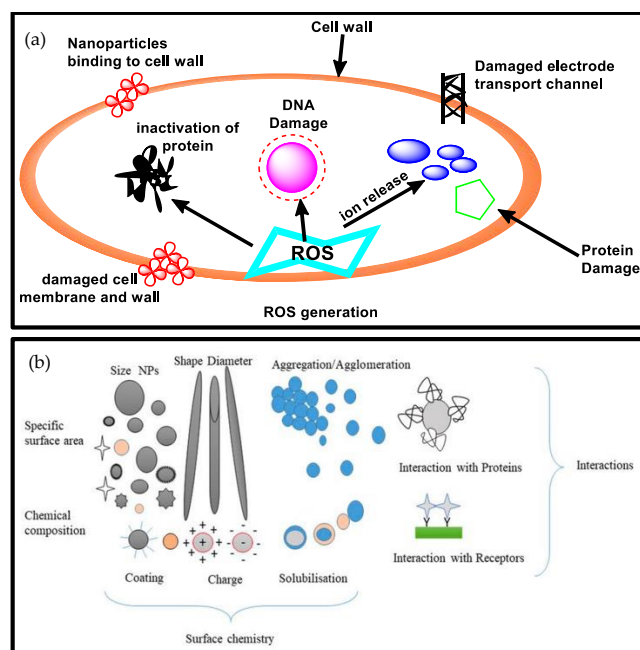 (a)
Nanoparticles
binding to cell wall
Cell wall
Damaged electrode
transport channel
DNA
Damage
inactivation of
protein
ion release
ROS
Protein
Damage
damaged cell
membrane and wall
ROS generation
(b)
Size NPs
Shape Diameter
Aggregation/Agglomeration
Specific
surface area
Interaction with Proteins
Interactions
Chemical
composition
+ + + + + + + + +
- - - - - - - -
Interaction with Receptors
Coating
Charge
Solubilisation
Surface chemistry